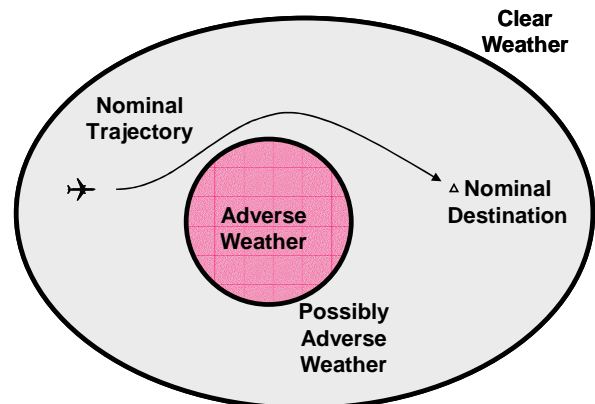 Clear
Weather
Nominal
Trajectory
Nominal
Destination
Adverse
Weather
Possibly
Adverse
Weather